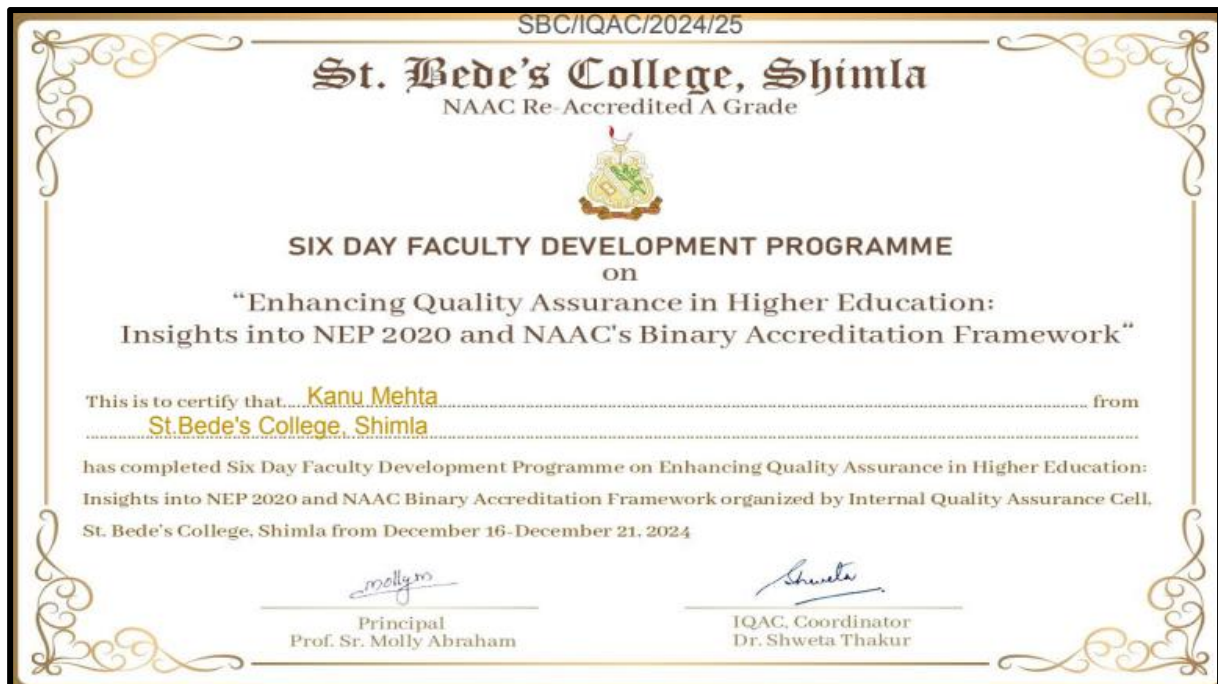 SBC/IQAC/2024/25
St. Bede's College, Shimla
NAAC Re-Accredited A Grade
SIX DAY FACULTY DEVELOPMENT PROGRAMME
on
“Enhancing Quality Assurance in Higher Education:
Insights into NEP 2020 and NAAC's Binary Accreditation Framework“
This is to certify that Kanu Mehta from
St.Bede's College, Shimla
has completed Six Day Faculty Development Programme on Enhancing Quality Assurance in Higher Education:
Insights into NEP 2020 and NAAC Binary Accreditation Framework organized by Internal Quality Assurance Cell,
St. Bede's College, Shimla from December 16-December 21, 2024
mollym Shweta
Principal IQAC, Coordinator
Prof. Sr. Molly Abraham Dr. Shweta Thakur